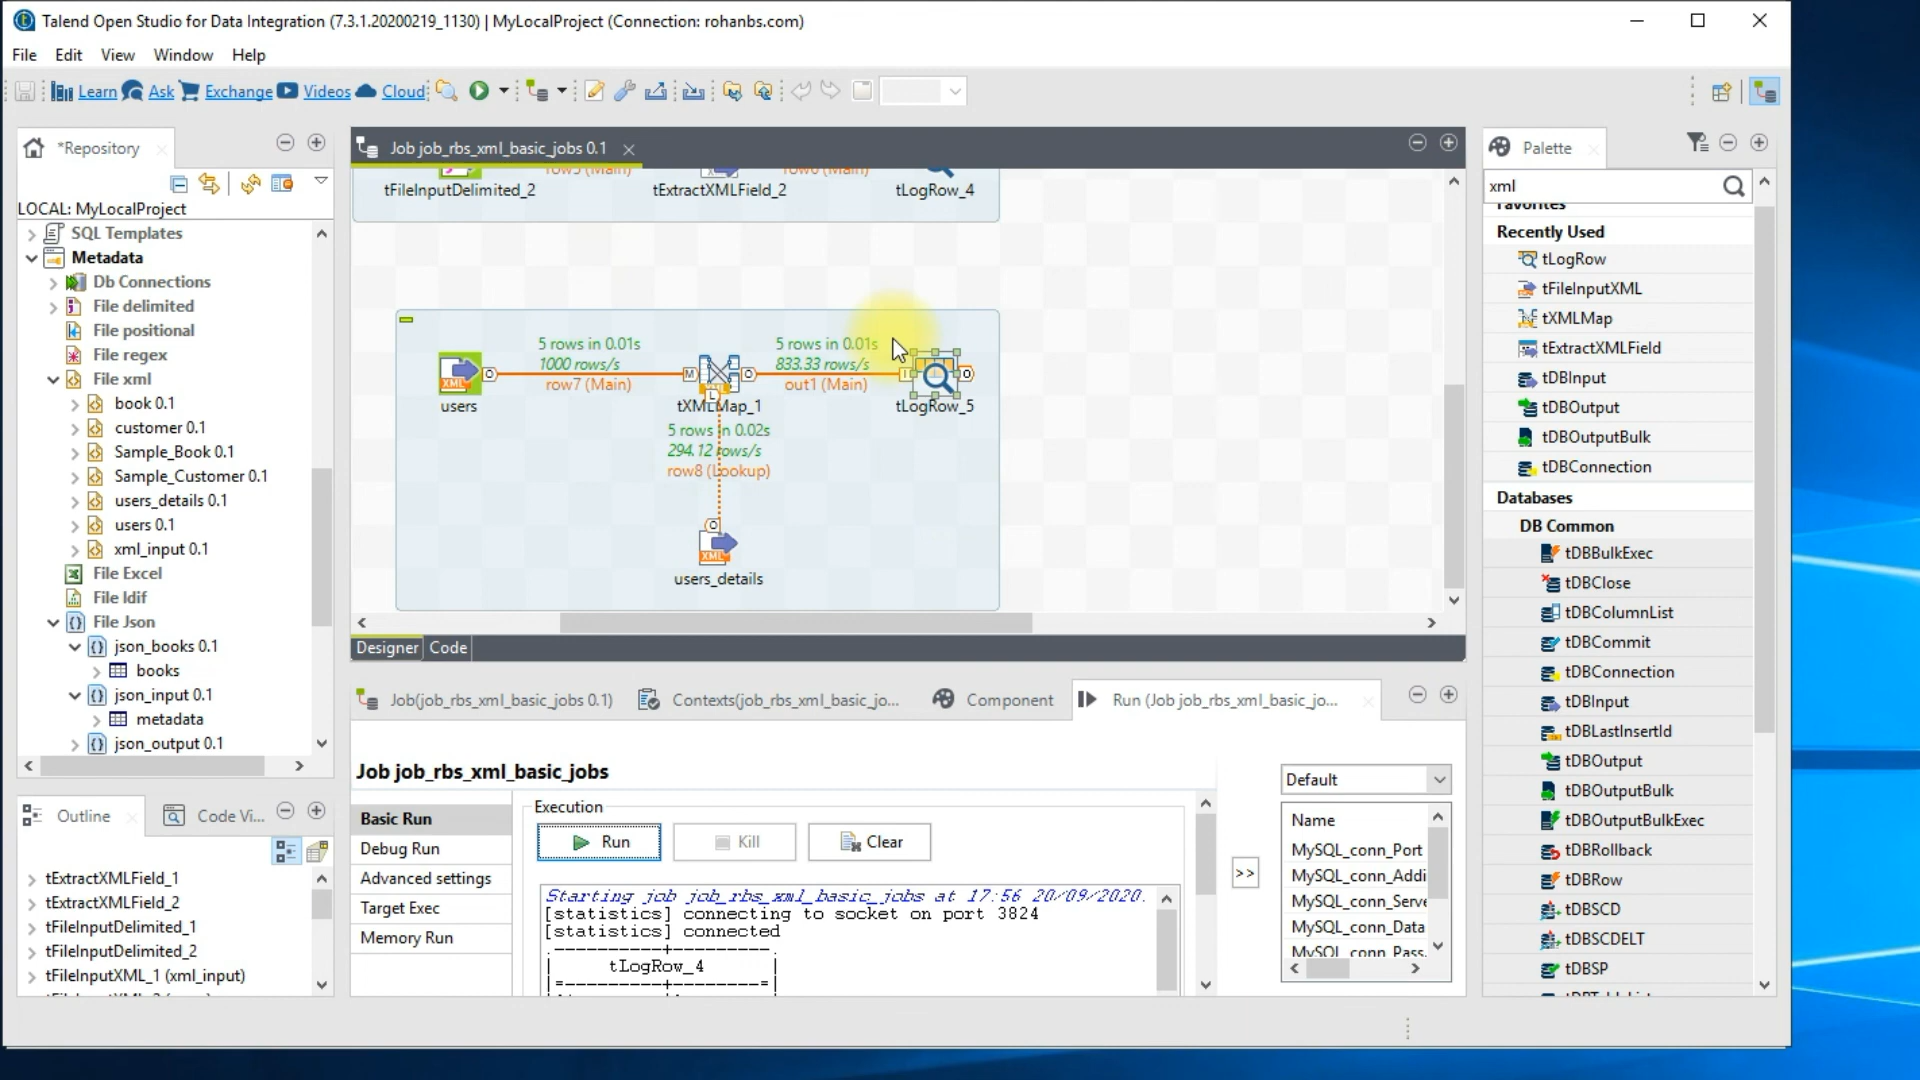 Talend Open Studio for Data Integration (7.3.1.20200219_1130) | MyLocalProject (Connection: rohanbs.com)
File Edit View Window Help
Learn Ask Exchange Videos Cloud
*Repository
LOCAL: MyLocalProject
SQL Templates
Metadata
Db Connections
File delimited
File positional
File regex
File xml
book 0.1
customer 0.1
Sample_Book 0.1
Sample_Customer 0.1
users_details 0.1
users 0.1
xml_input 0.1
File Excel
File ldif
File Json
json_books 0.1
books
json_input 0.1
metadata
json_output 0.1
Outline Code Vi...
tExtractXMLField_1
tExtractXMLField_2
tFileInputDelimited_1
tFileInputDelimited_2
tFileInputXML_1 (xml_input)
Job job_rbs_xml_basic_jobs 0.1
row5 (Main) row6 (Main)
tFileInputDelimited_2 tExtractXMLField_2 tLogRow_4
5 rows in 0.01s 5 rows in 0.01s
1000 rows/s 833.33 rows/s
row7 (Main) out1 (Main)
users tXMLMap_1 tLogRow_5
5 rows in 0.02s
294.12 rows/s
row8 (Lookup)
users_details
Designer Code
Job(job_rbs_xml_basic_jobs 0.1) Contexts(job_rbs_xml_basic_jo... Component Run (Job job_rbs_xml_basic_jo...
Job job_rbs_xml_basic_jobs
Basic Run
Debug Run
Advanced settings
Target Exec
Memory Run
Execution
Run Kill Clear
Starting job job_rbs_xml_basic_jobs at 17:56 20/09/2020.
[statistics] connecting to socket on port 3824
[statistics] connected
.---------+---------.
| tLogRow_4 |
|=--------+--------=|
>>
Default
Name
MySQL_conn_Port
MySQL_conn_Addi
MySQL_conn_Serve
MySQL_conn_Data
MySQL_conn_Pass
Palette
xml
Favorites
Recently Used
tLogRow
tFileInputXML
tXMLMap
tExtractXMLField
tDBInput
tDBOutput
tDBOutputBulk
tDBConnection
Databases
DB Common
tDBBulkExec
tDBClose
tDBColumnList
tDBCommit
tDBConnection
tDBInput
tDBLastInsertId
tDBOutput
tDBOutputBulk
tDBOutputBulkExec
tDBRollback
tDBRow
tDBSCD
tDBSCDELT
tDBSP